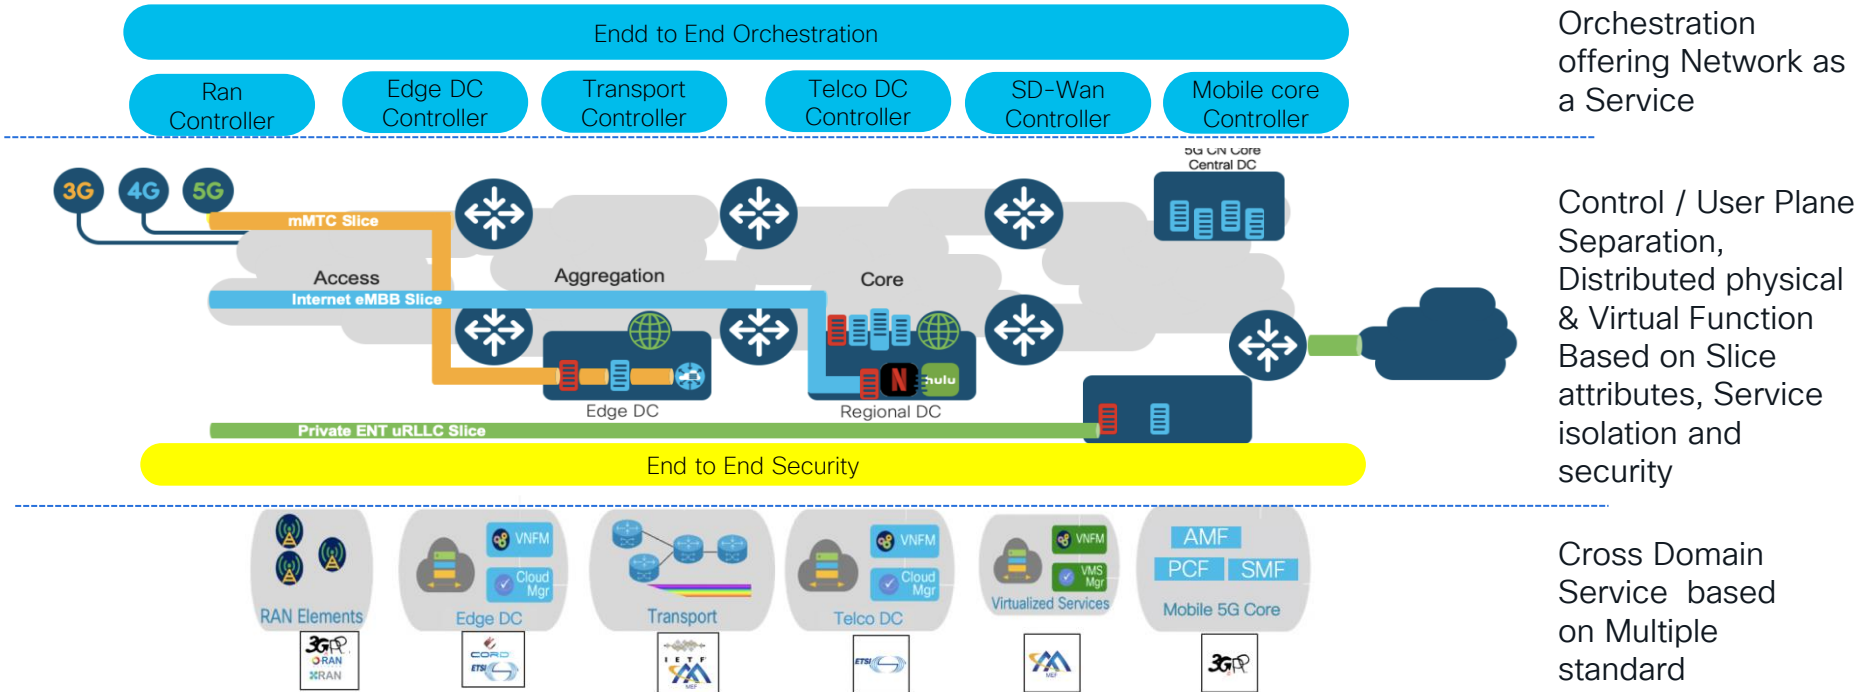 Endd to End Orchestration
Orchestration
offering Network as
a Service
Ran
Controller
Edge DC
Controller
Transport
Controller
Telco DC
Controller
SD-Wan
Controller
Mobile core
Controller
5G CN Core
Central DC
3G
4G
5G
mMTC Slice
Access
Aggregation
Core
Internet eMBB Slice
N
hulu
Edge DC
Regional DC
Private ENT uRLLC Slice
End to End Security
Control / User Plane
Separation,
Distributed physical
& Virtual Function
Based on Slice
attributes, Service
isolation and
security
RAN Elements
VNFM
Cloud
Mgr
Edge DC
Transport
VNFM
Cloud
Mgr
Telco DC
VNFM
VMS
Mgr
Virtualized Services
AMF
PCF
SMF
Mobile 5G Core
3GPP
ORAN
XRAN
CORD
ETSI
IETF
MEF
ETSI
MEF
3GPP
Cross Domain
Service based
on Multiple
standard